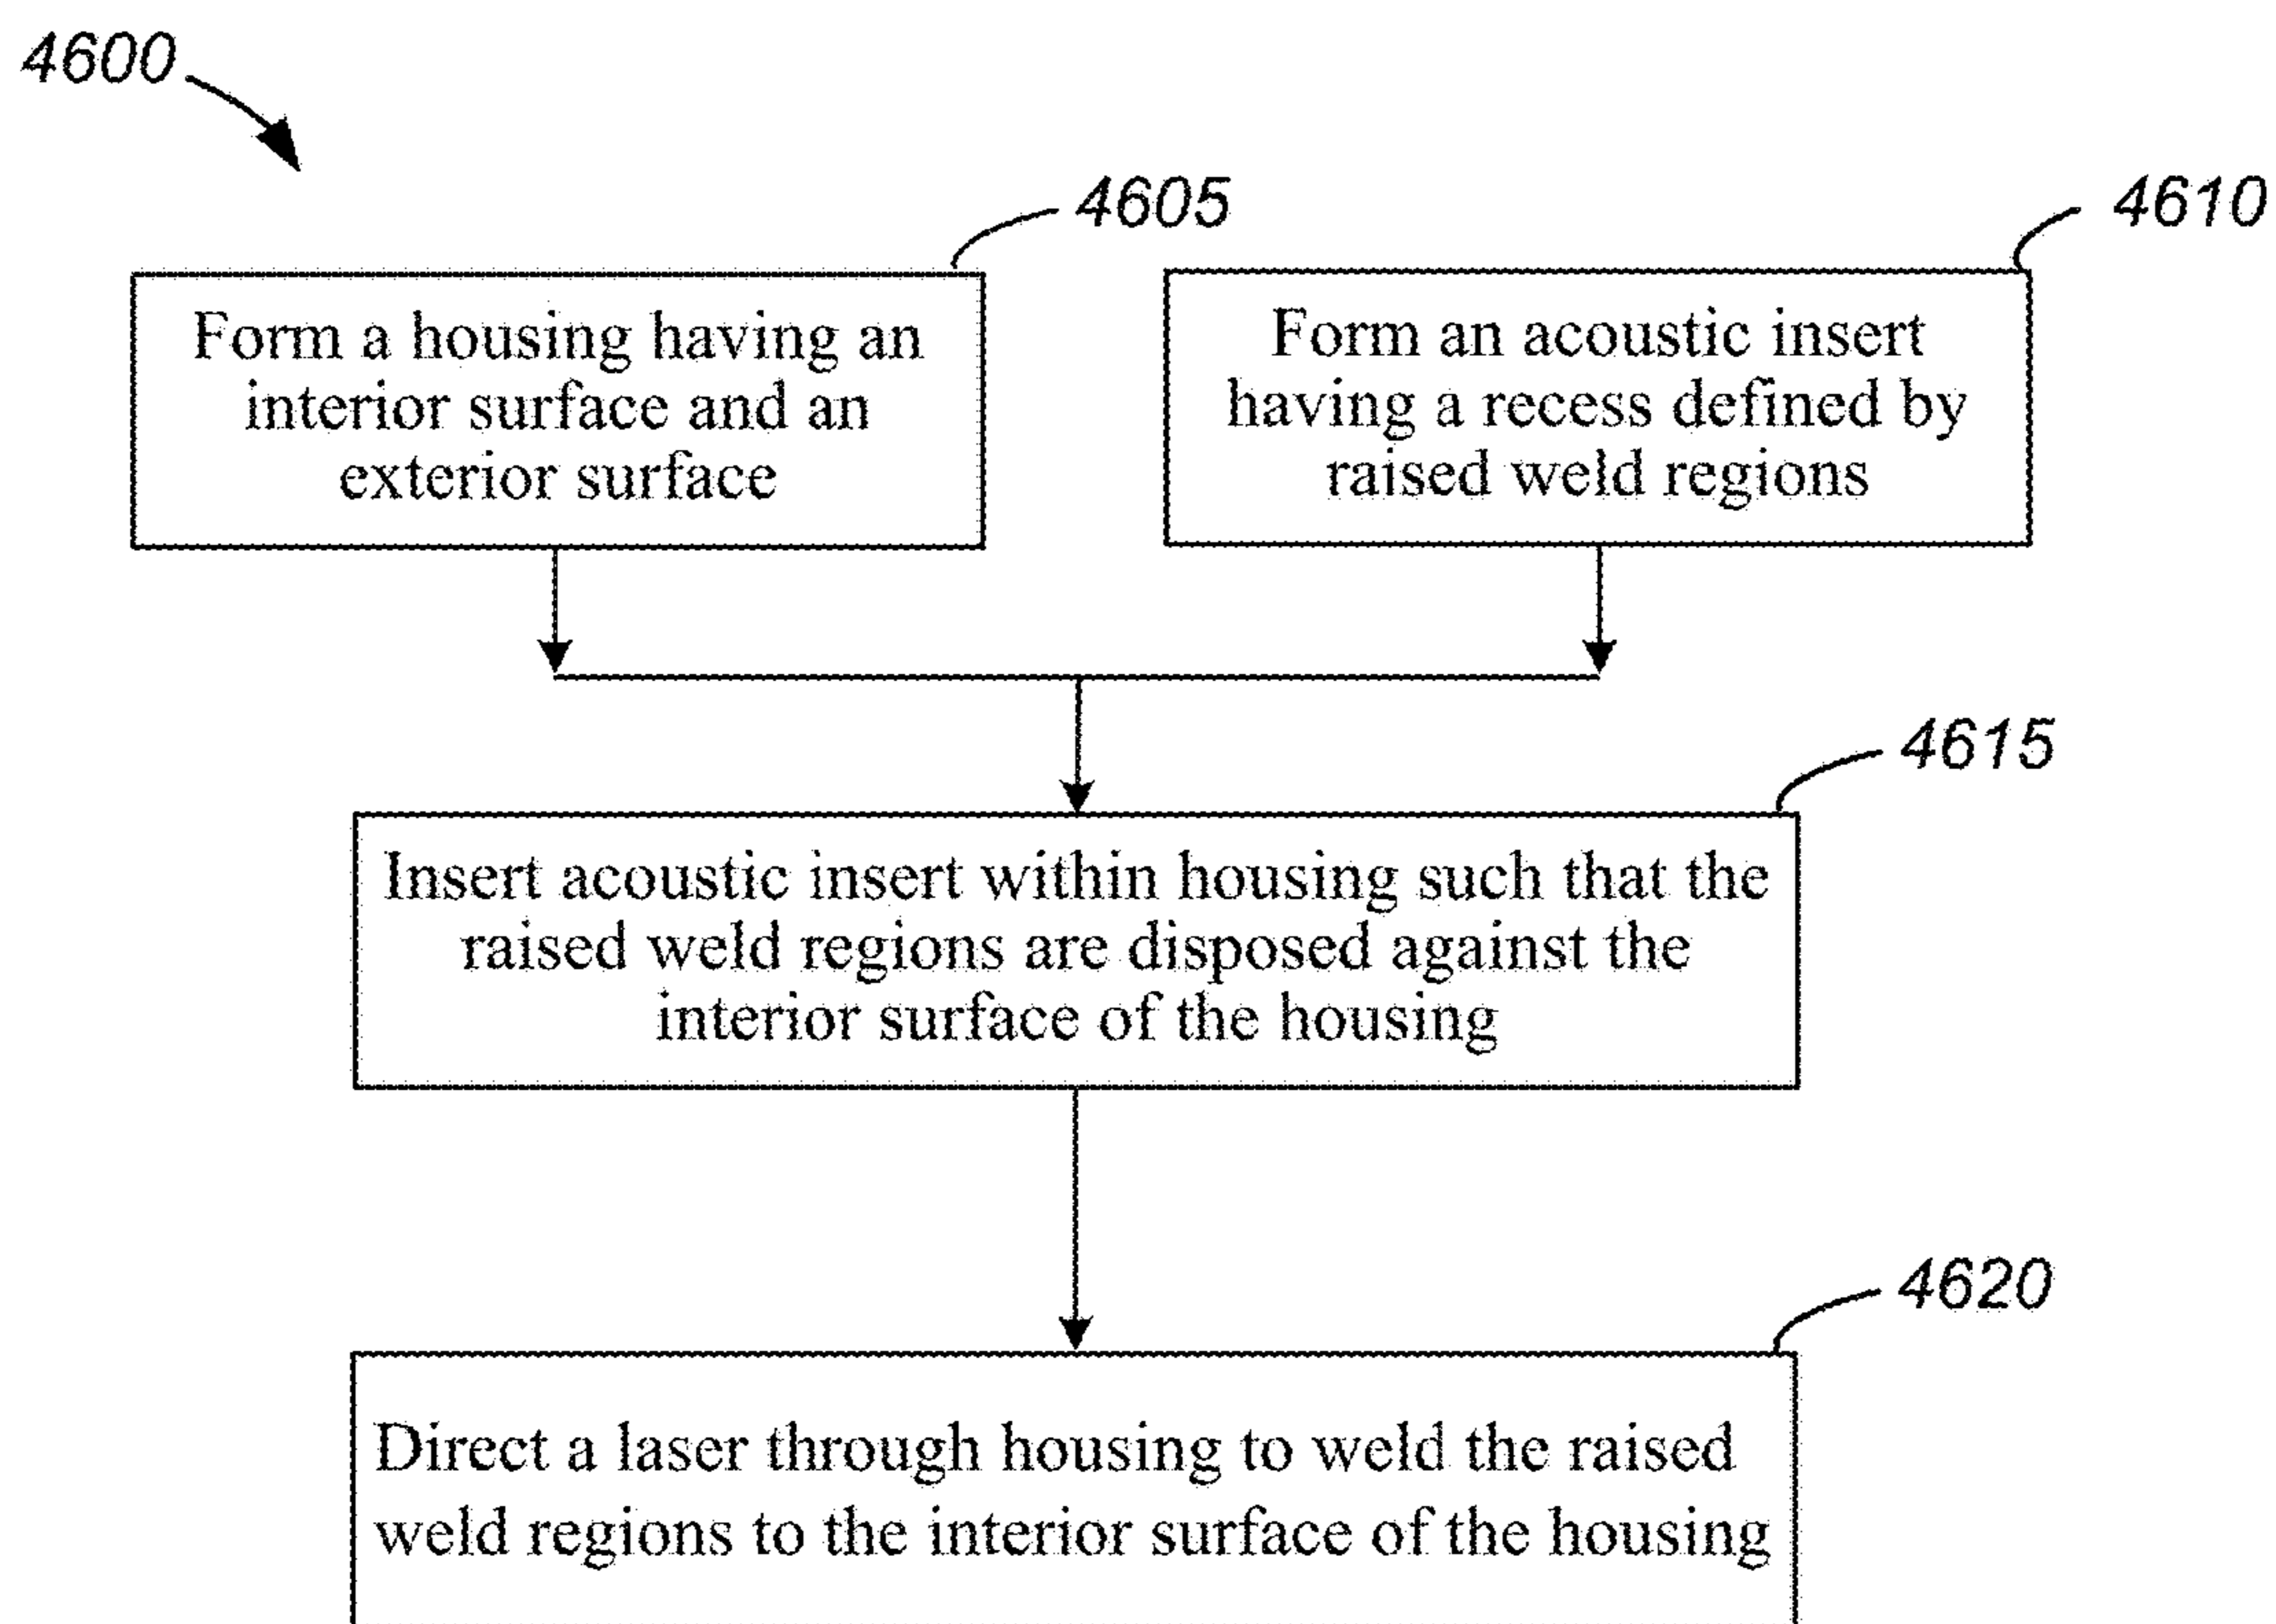 4600
4605
4610
Form a housing having an
interior surface and an
exterior surface
Form an acoustic insert
having a recess defined by
raised weld regions
4615
Insert acoustic insert within housing such that the
raised weld regions are disposed against the
interior surface of the housing
4620
Direct a laser through housing to weld the raised
weld regions to the interior surface of the housing